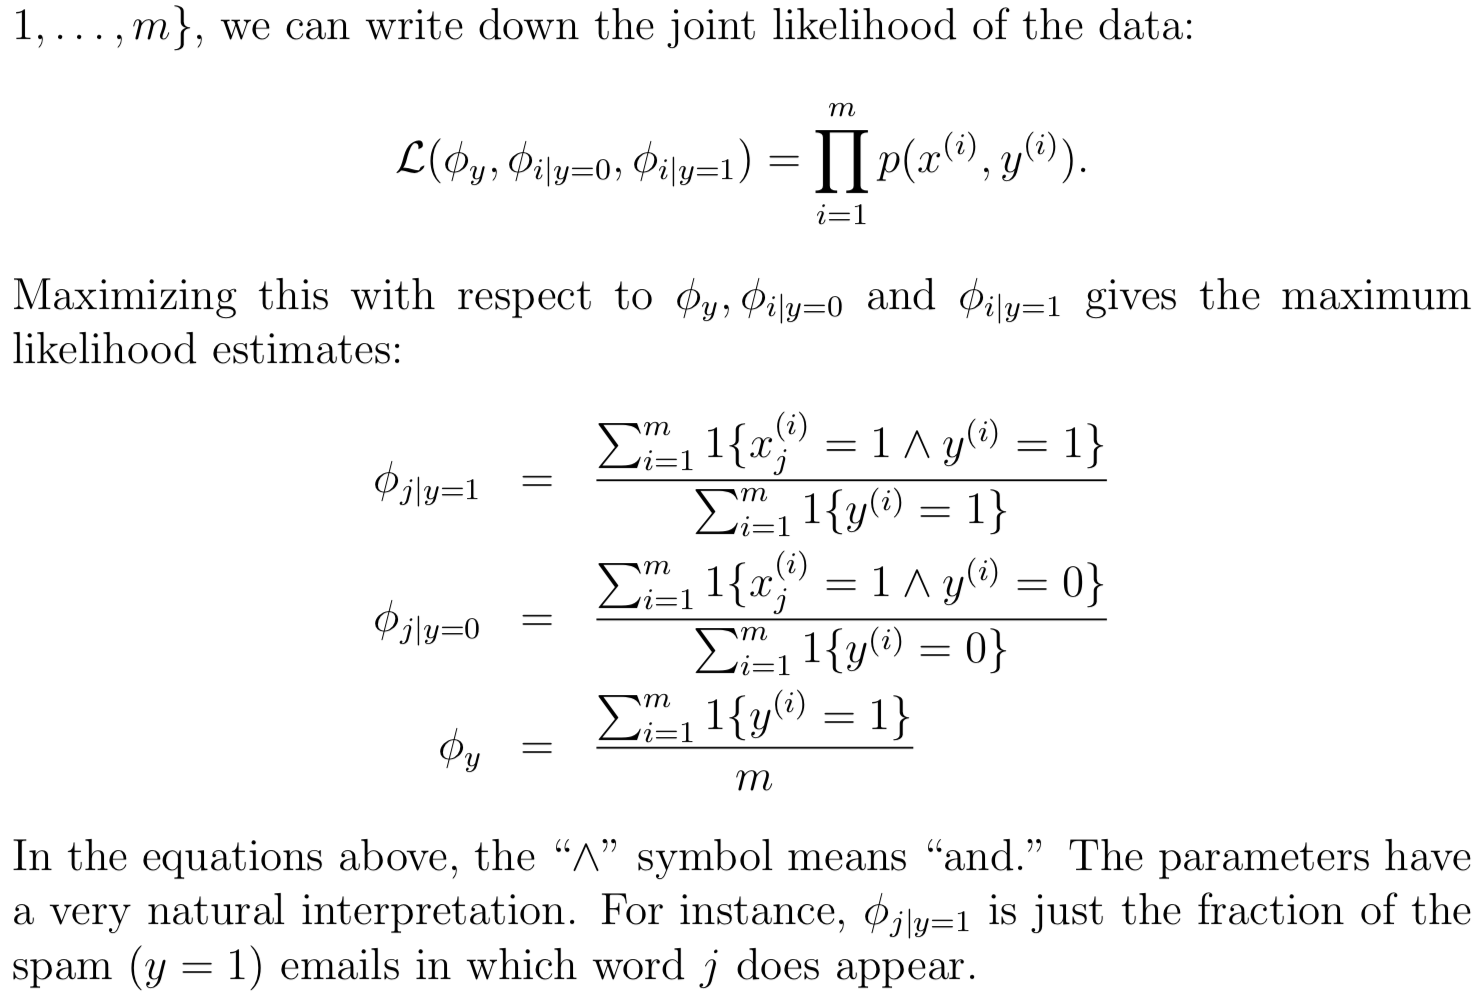 1, . . . , m}, we can write down the joint likelihood of the data:
$\mathcal{L}(\phi_y, \phi_{i|y=0}, \phi_{i|y=1}) = \prod_{i=1}^{m} p(x^{(i)}, y^{(i)}).$
Maximizing this with respect to $\phi_y, \phi_{i|y=0}$ and $\phi_{i|y=1}$ gives the maximum
likelihood estimates:
$\phi_{j|y=1} = \frac{\sum_{i=1}^{m} 1\{x_j^{(i)} = 1 \wedge y^{(i)} = 1\}}{\sum_{i=1}^{m} 1\{y^{(i)} = 1\}}$
$\phi_{j|y=0} = \frac{\sum_{i=1}^{m} 1\{x_j^{(i)} = 1 \wedge y^{(i)} = 0\}}{\sum_{i=1}^{m} 1\{y^{(i)} = 0\}}$
$\phi_y = \frac{\sum_{i=1}^{m} 1\{y^{(i)} = 1\}}{m}$
In the equations above, the “∧” symbol means “and.” The parameters have
a very natural interpretation. For instance, $\phi_{j|y=1}$ is just the fraction of the
spam (y = 1) emails in which word j does appear.